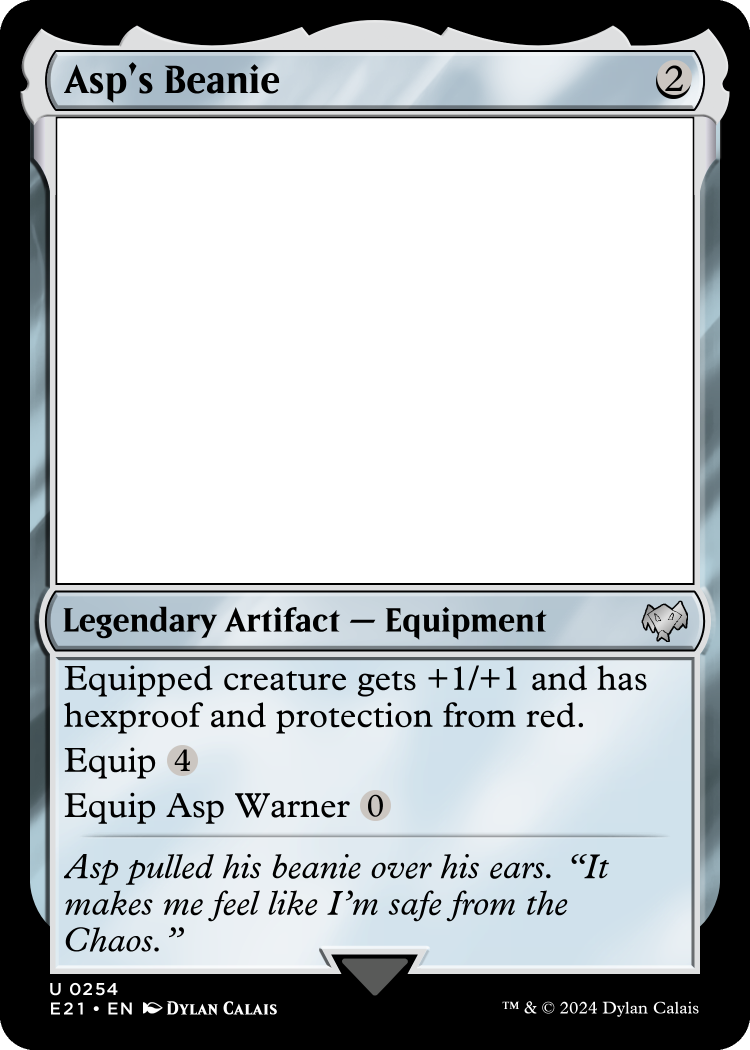 Asp's Beanie 2
Legendary Artifact — Equipment
Equipped creature gets +1/+1 and has
hexproof and protection from red.
Equip 4
Equip Asp Warner 0
Asp pulled his beanie over his ears. “It
makes me feel like I’m safe from the
Chaos.”
U 0254
E21 • EN Dylan Calais
™ & © 2024 Dylan Calais